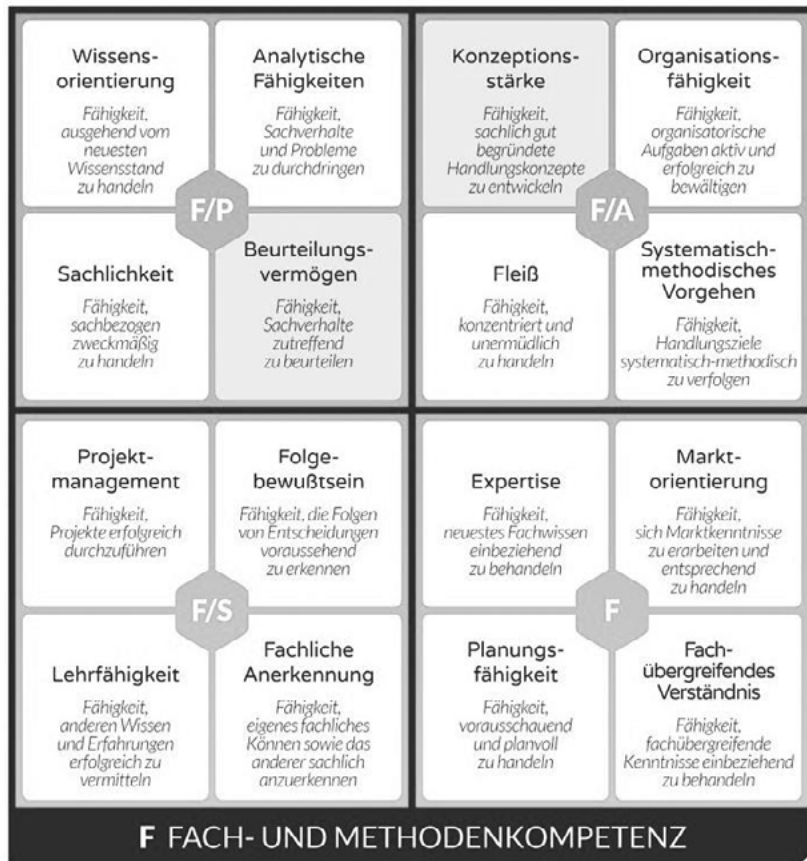 Wissens-
orientierung
Fähigkeit,
ausgehend vom
neuesten
Wissensstand
zu handeln
Analytische
Fähigkeiten
Fähigkeit,
Sachverhalte
und Probleme
zu durchdringen
F/P
Sachlichkeit
Fähigkeit,
sachbezogen
zweckmäßig
zu handeln
Beurteilungs-
vermögen
Fähigkeit,
Sachverhalte
zutreffend
zu beurteilen
Konzeptions-
stärke
Fähigkeit,
sachlich gut
begründete
Handlungskonzepte
zu entwickeln
Organisations-
fähigkeit
Fähigkeit,
organisatorische
Aufgaben aktiv und
erfolgreich zu
bewältigen
F/A
Fleiß
Fähigkeit,
konzentriert und
unermüdlich
zu handeln
Systematisch-
methodisches
Vorgehen
Fähigkeit,
Handlungsziele
systematisch-methodisch
zu verfolgen
Projekt-
management
Fähigkeit,
Projekte erfolgreich
durchzuführen
Folge-
bewußtsein
Fähigkeit, die Folgen
von Entscheidungen
voraussehend
zu erkennen
F/S
Lehrfähigkeit
Fähigkeit,
anderen Wissen
und Erfahrungen
erfolgreich zu
vermitteln
Fachliche
Anerkennung
Fähigkeit,
eigenes fachliches
Können sowie das
anderer sachlich
anzuerkennen
Expertise
Fähigkeit,
neuestes Fachwissen
einbeziehend
zu behandeln
Markt-
orientierung
Fähigkeit,
sich Marktkenntnisse
zu erarbeiten und
entsprechend
zu handeln
F
Planungs-
fähigkeit
Fähigkeit,
vorausschauend
und planvoll
zu handeln
Fach-
übergreifendes
Verständnis
Fähigkeit,
fachübergreifende
Kenntnisse einbeziehend
zu behandeln
F FACH- UND METHODENKOMPETENZ